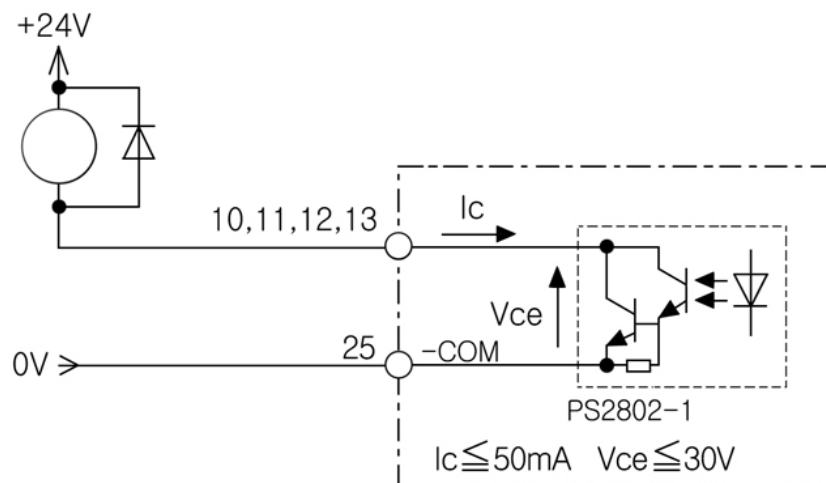 +24V
10,11,12,13
Ic
Vce
0V
25
-COM
PS2802-1
Ic≦50mA Vce≦30V